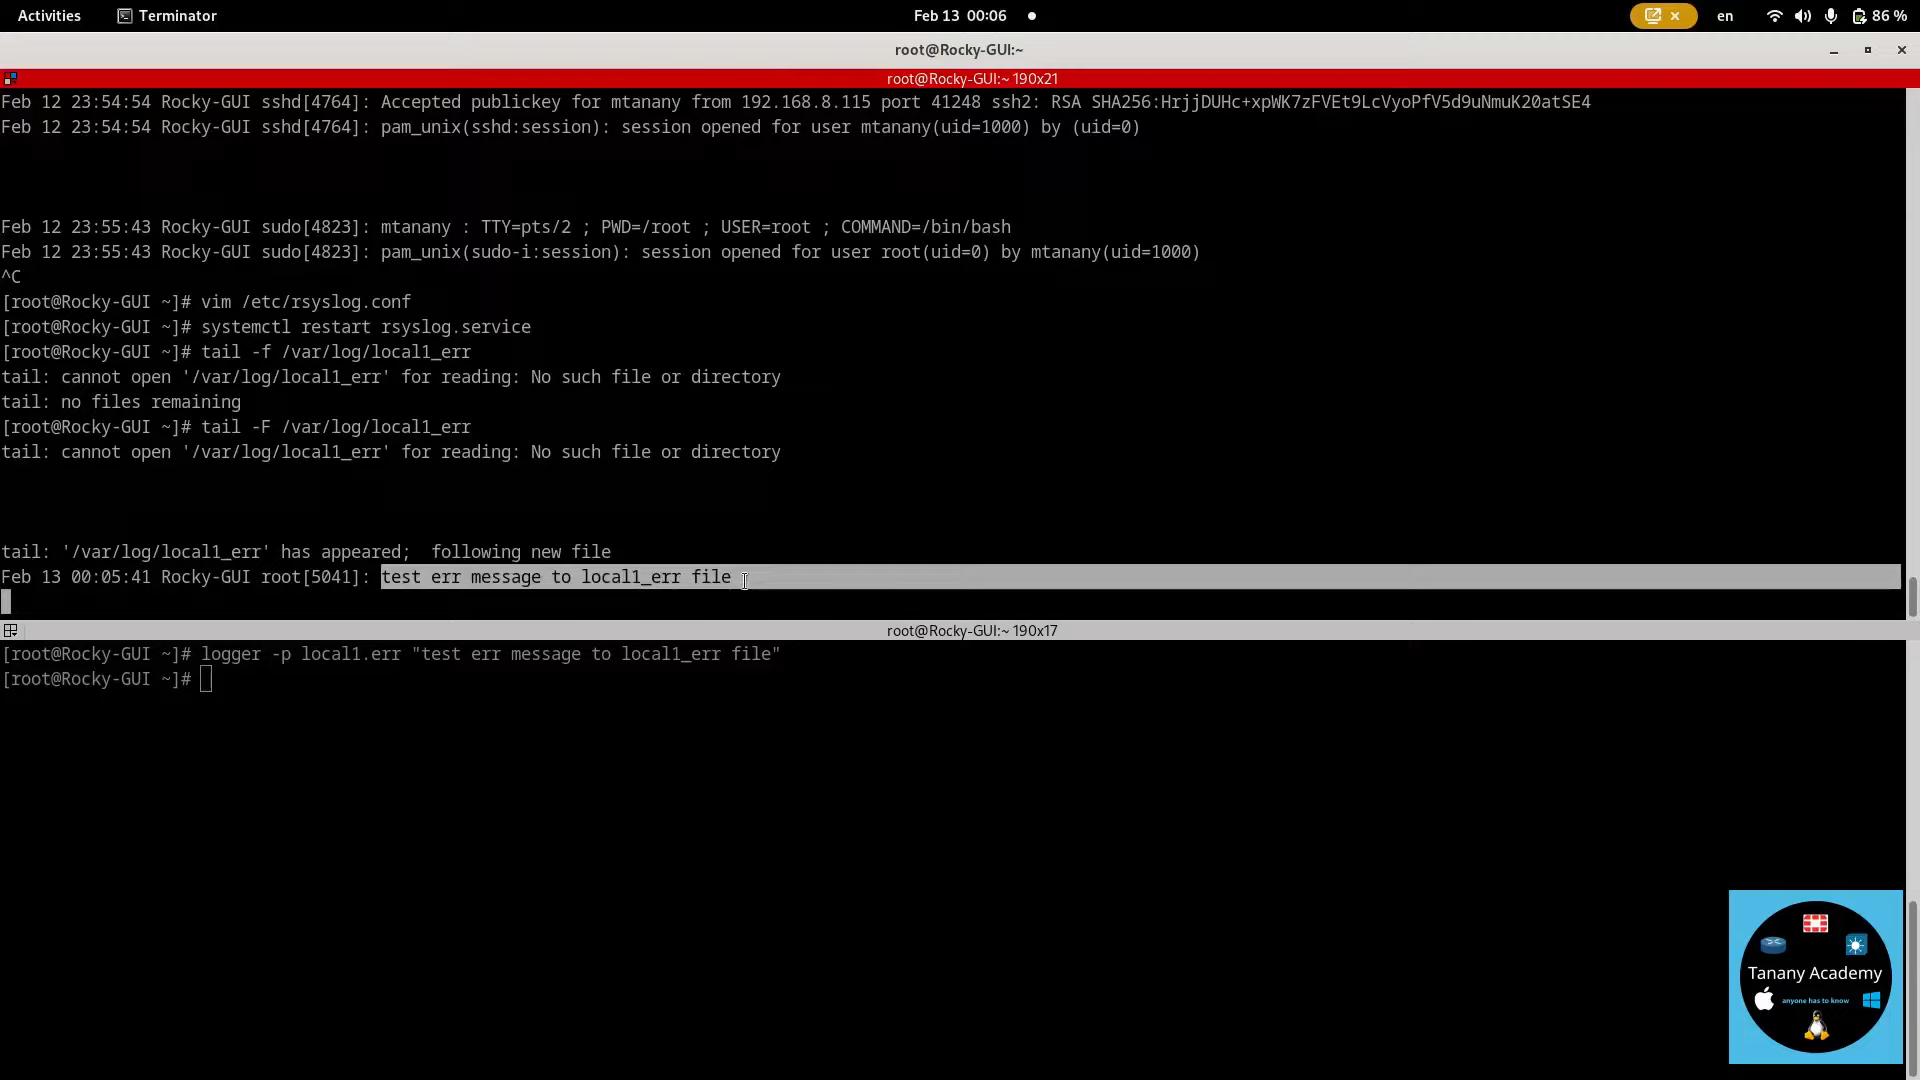 Activities
Terminator
Feb 13 00:06
en
86 %
root@Rocky-GUI:~
root@Rocky-GUI:~ 190x21
Feb 12 23:54:54 Rocky-GUI sshd[4764]: Accepted publickey for mtanany from 192.168.8.115 port 41248 ssh2: RSA SHA256:HrjjDUHc+xpWK7zFVEt9LcVyoPfV5d9uNmuK20atSE4
Feb 12 23:54:54 Rocky-GUI sshd[4764]: pam_unix(sshd:session): session opened for user mtanany(uid=1000) by (uid=0)
Feb 12 23:55:43 Rocky-GUI sudo[4823]: mtanany : TTY=pts/2 ; PWD=/root ; USER=root ; COMMAND=/bin/bash
Feb 12 23:55:43 Rocky-GUI sudo[4823]: pam_unix(sudo-i:session): session opened for user root(uid=0) by mtanany(uid=1000)
^C
[root@Rocky-GUI ~]# vim /etc/rsyslog.conf
[root@Rocky-GUI ~]# systemctl restart rsyslog.service
[root@Rocky-GUI ~]# tail -f /var/log/local1_err
tail: cannot open '/var/log/local1_err' for reading: No such file or directory
tail: no files remaining
[root@Rocky-GUI ~]# tail -F /var/log/local1_err
tail: cannot open '/var/log/local1_err' for reading: No such file or directory
tail: '/var/log/local1_err' has appeared;  following new file
Feb 13 00:05:41 Rocky-GUI root[5041]: test err message to local1_err file
root@Rocky-GUI:~ 190x17
[root@Rocky-GUI ~]# logger -p local1.err "test err message to local1_err file"
[root@Rocky-GUI ~]#
Tanany Academy
anyone has to know